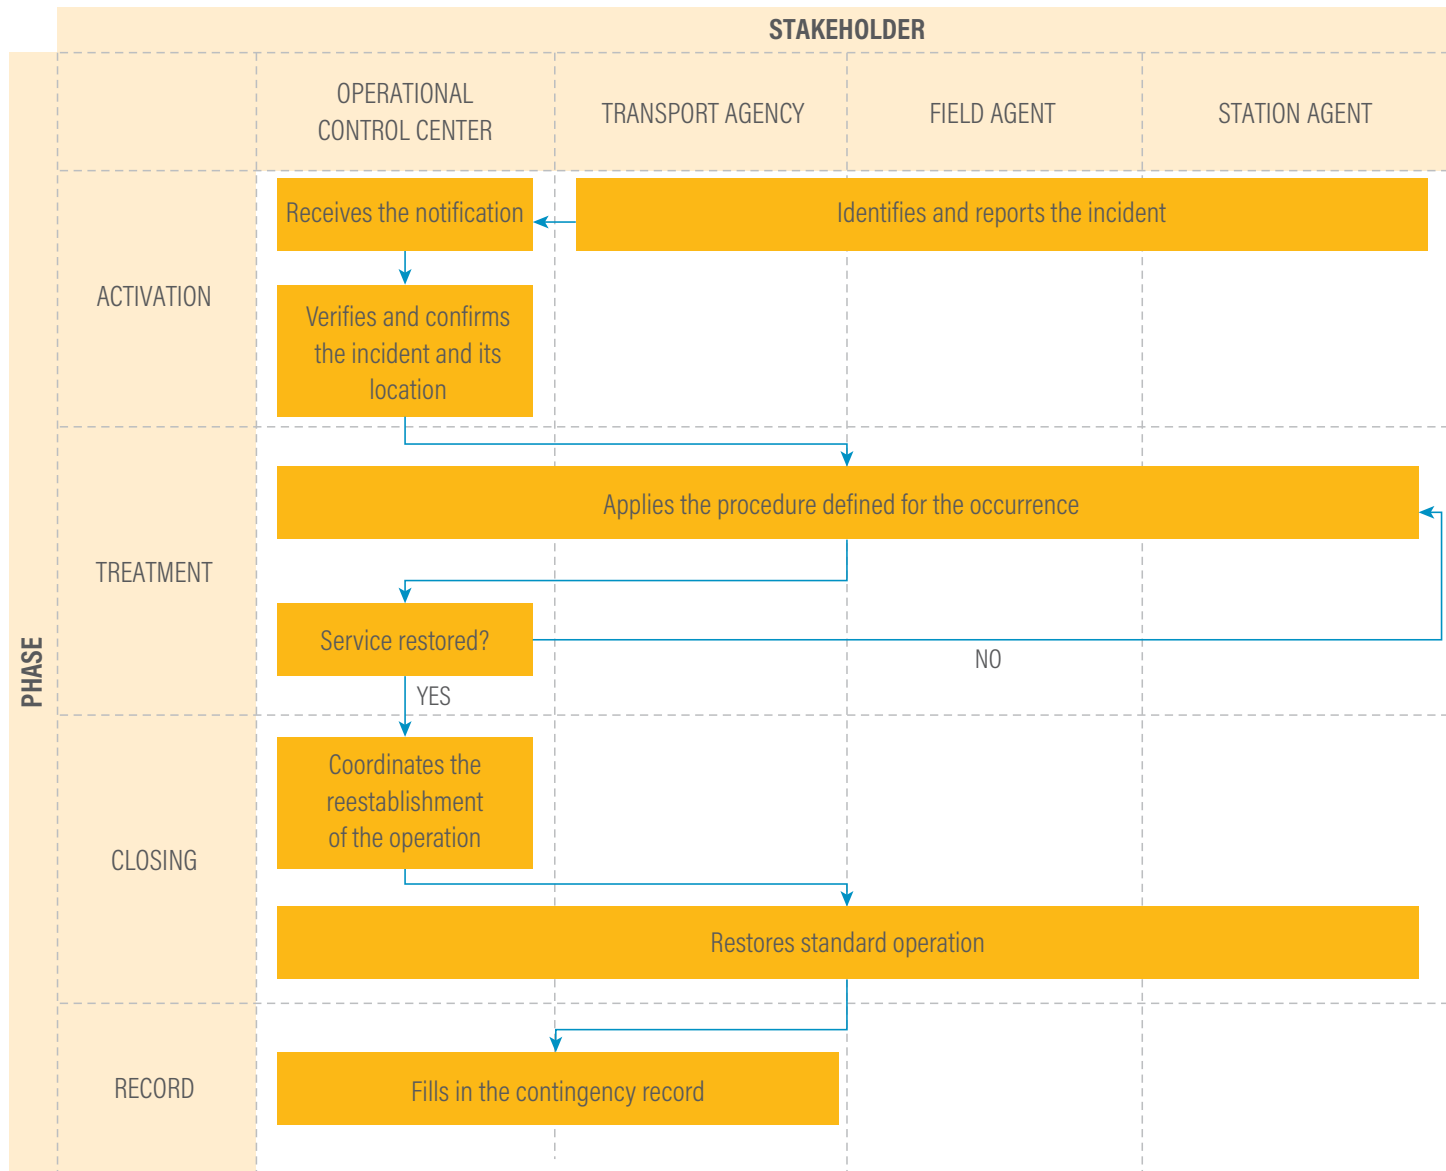 STAKEHOLDER
OPERATIONAL
CONTROL CENTER
TRANSPORT AGENCY
FIELD AGENT
STATION AGENT
PHASE
ACTIVATION
Receives the notification
Identifies and reports the incident
Verifies and confirms
the incident and its
location
TREATMENT
Applies the procedure defined for the occurrence
Service restored?
NO
YES
CLOSING
Coordinates the
reestablishment
of the operation
Restores standard operation
RECORD
Fills in the contingency record